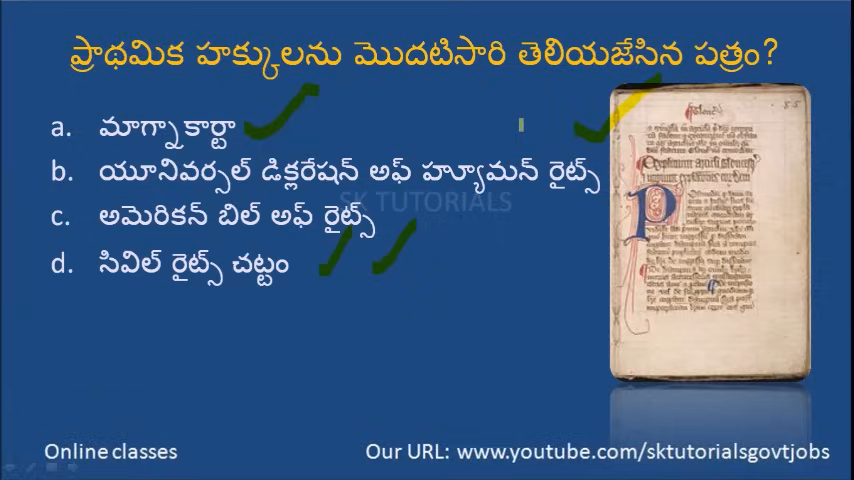 ప్రాథమిక హక్కులను మొదటిసారి తెలియజేసిన పత్రం?
a. మాగ్నా కార్టా
b. యూనివర్సల్ డిక్లరేషన్ అఫ్ హ్యూమన్ రైట్స్
SK TUTORIALS
c. అమెరికన్ బిల్ అఫ్ రైట్స్
d. సివిల్ రైట్స్ చట్టం
Online classes
Our URL: www.youtube.com/sktutorialsgovtjobs